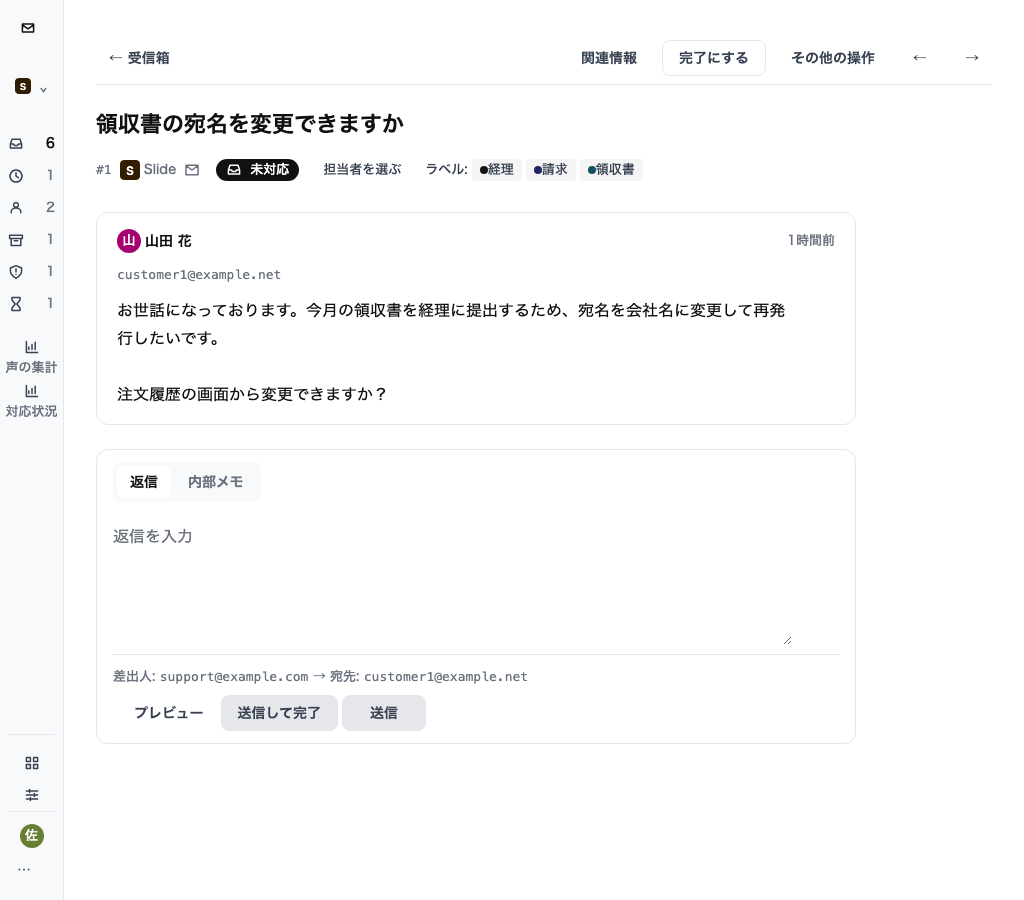 ← 受信箱
関連情報
完了にする
その他の操作
←
→
S
6
1
2
1
1
1
声の集計
対応状況
佐
…
領収書の宛名を変更できますか
#1 S Slide 未対応 担当者を選ぶ ラベル: 経理 請求 領収書
山 山田 花 1時間前
customer1@example.net
お世話になっております。今月の領収書を経理に提出するため、宛名を会社名に変更して再発
行したいです。
注文履歴の画面から変更できますか？
返信 内部メモ
返信を入力
差出人: support@example.com → 宛先: customer1@example.net
プレビュー 送信して完了 送信